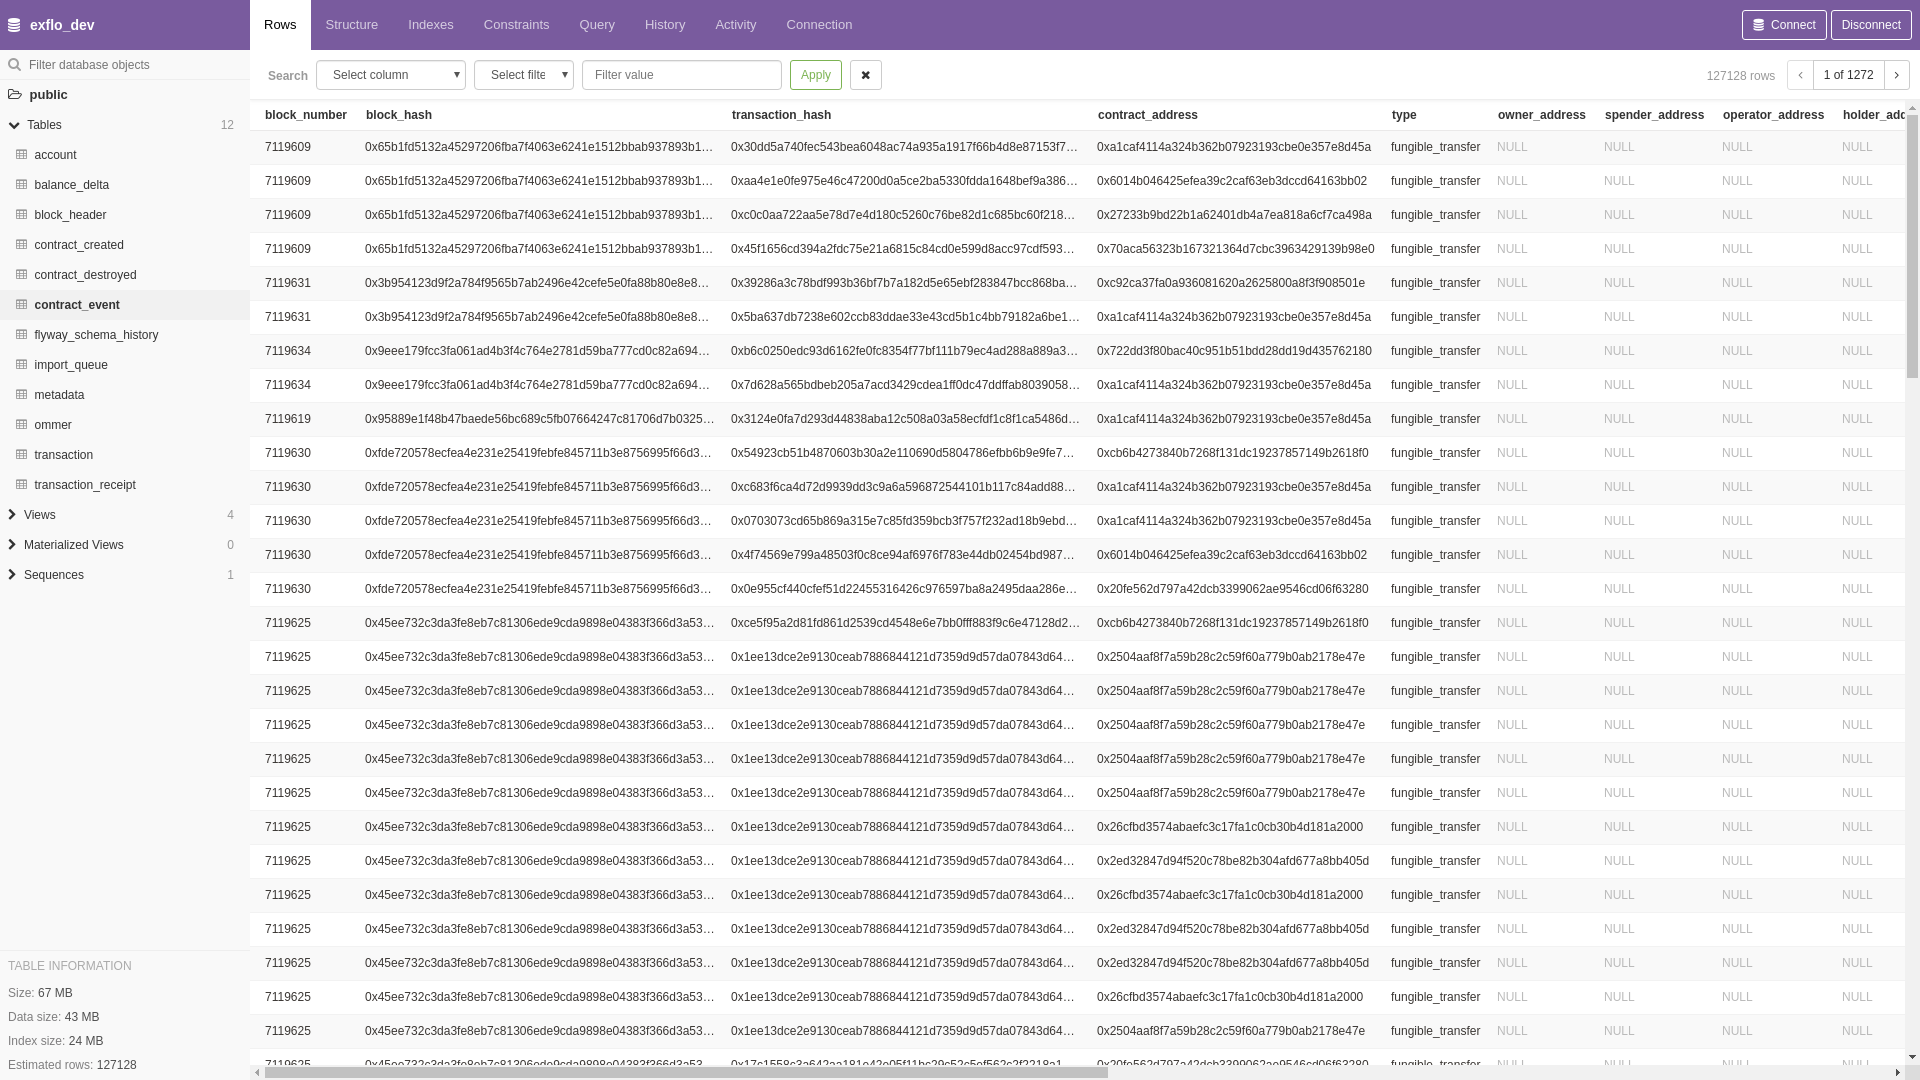 exflo_dev
Rows Structure Indexes Constraints Query History Activity Connection Connect Disconnect
Filter database objects
Search Select column Select filte Filter value Apply 127128 rows 1 of 1272
public
Tables 12
account
balance_delta
block_header
contract_created
contract_destroyed
contract_event
flyway_schema_history
import_queue
metadata
ommer
transaction
transaction_receipt
Views 4
Materialized Views 0
Sequences 1
TABLE INFORMATION
Size: 67 MB
Data size: 43 MB
Index size: 24 MB
Estimated rows: 127128
block_number block_hash transaction_hash contract_address type owner_address spender_address operator_address holder_add
7119609 0x65b1fd5132a45297206fba7f4063e6241e1512bbab937893b1… 0x30dd5a740fec543bea6048ac74a935a1917f66b4d8e87153f7… 0xa1caf4114a324b362b07923193cbe0e357e8d45a fungible_transfer NULL NULL NULL NULL
7119609 0x65b1fd5132a45297206fba7f4063e6241e1512bbab937893b1… 0xaa4e1e0fe975e46c47200d0a5ce2ba5330fdda1648bef9a386… 0x6014b046425efea39c2caf63eb3dccd64163bb02 fungible_transfer NULL NULL NULL NULL
7119609 0x65b1fd5132a45297206fba7f4063e6241e1512bbab937893b1… 0xc0c0aa722aa5e78d7e4d180c5260c76be82d1c685bc60f218… 0x27233b9bd22b1a62401db4a7ea818a6cf7ca498a fungible_transfer NULL NULL NULL NULL
7119609 0x65b1fd5132a45297206fba7f4063e6241e1512bbab937893b1… 0x45f1656cd394a2fdc75e21a6815c84cd0e599d8acc97cdf593… 0x70aca56323b167321364d7cbc3963429139b98e0 fungible_transfer NULL NULL NULL NULL
7119631 0x3b954123d9f2a784f9565b7ab2496e42cefe5e0fa88b80e8e8… 0x39286a3c78bdf993b36bf7b7a182d5e65ebf283847bcc868ba… 0xc92ca37fa0a936081620a2625800a8f3f908501e fungible_transfer NULL NULL NULL NULL
7119631 0x3b954123d9f2a784f9565b7ab2496e42cefe5e0fa88b80e8e8… 0x5ba637db7238e602ccb83ddae33e43cd5b1c4bb79182a6be1… 0xa1caf4114a324b362b07923193cbe0e357e8d45a fungible_transfer NULL NULL NULL NULL
7119634 0x9eee179fcc3fa061ad4b3f4c764e2781d59ba777cd0c82a694… 0xb6c0250edc93d6162fe0fc8354f77bf111b79ec4ad288a889a3… 0x722dd3f80bac40c951b51bdd28dd19d435762180 fungible_transfer NULL NULL NULL NULL
7119634 0x9eee179fcc3fa061ad4b3f4c764e2781d59ba777cd0c82a694… 0x7d628a565bdbeb205a7acd3429cdea1ff0dc47ddffab8039058… 0xa1caf4114a324b362b07923193cbe0e357e8d45a fungible_transfer NULL NULL NULL NULL
7119619 0x95889e1f48b47baede56bc689c5fb07664247c81706d7b0325… 0x3124e0fa7d293d44838aba12c508a03a58ecfdf1c8f1ca5486d… 0xa1caf4114a324b362b07923193cbe0e357e8d45a fungible_transfer NULL NULL NULL NULL
7119630 0xfde720578ecfea4e231e25419febfe845711b3e8756995f66d3… 0x54923cb51b4870603b30a2e110690d5804786efbb6b9e9fe7… 0xcb6b4273840b7268f131dc19237857149b2618f0 fungible_transfer NULL NULL NULL NULL
7119630 0xfde720578ecfea4e231e25419febfe845711b3e8756995f66d3… 0xc683f6ca4d72d9939dd3c9a6a596872544101b117c84add88… 0xa1caf4114a324b362b07923193cbe0e357e8d45a fungible_transfer NULL NULL NULL NULL
7119630 0xfde720578ecfea4e231e25419febfe845711b3e8756995f66d3… 0x0703073cd65b869a315e7c85fd359bcb3f757f232ad18b9ebd… 0xa1caf4114a324b362b07923193cbe0e357e8d45a fungible_transfer NULL NULL NULL NULL
7119630 0xfde720578ecfea4e231e25419febfe845711b3e8756995f66d3… 0x4f74569e799a48503f0c8ce94af6976f783e44db02454bd987… 0x6014b046425efea39c2caf63eb3dccd64163bb02 fungible_transfer NULL NULL NULL NULL
7119630 0xfde720578ecfea4e231e25419febfe845711b3e8756995f66d3… 0x0e955cf440cfef51d22455316426c976597ba8a2495daa286e… 0x20fe562d797a42dcb3399062ae9546cd06f63280 fungible_transfer NULL NULL NULL NULL
7119625 0x45ee732c3da3fe8eb7c81306ede9cda9898e04383f366d3a53… 0xce5f95a2d81fd861d2539cd4548e6e7bb0fff883f9c6e47128d2… 0xcb6b4273840b7268f131dc19237857149b2618f0 fungible_transfer NULL NULL NULL NULL
7119625 0x45ee732c3da3fe8eb7c81306ede9cda9898e04383f366d3a53… 0x1ee13dce2e9130ceab7886844121d7359d9d57da07843d64… 0x2504aaf8f7a59b28c2c59f60a779b0ab2178e47e fungible_transfer NULL NULL NULL NULL
7119625 0x45ee732c3da3fe8eb7c81306ede9cda9898e04383f366d3a53… 0x1ee13dce2e9130ceab7886844121d7359d9d57da07843d64… 0x2504aaf8f7a59b28c2c59f60a779b0ab2178e47e fungible_transfer NULL NULL NULL NULL
7119625 0x45ee732c3da3fe8eb7c81306ede9cda9898e04383f366d3a53… 0x1ee13dce2e9130ceab7886844121d7359d9d57da07843d64… 0x2504aaf8f7a59b28c2c59f60a779b0ab2178e47e fungible_transfer NULL NULL NULL NULL
7119625 0x45ee732c3da3fe8eb7c81306ede9cda9898e04383f366d3a53… 0x1ee13dce2e9130ceab7886844121d7359d9d57da07843d64… 0x2504aaf8f7a59b28c2c59f60a779b0ab2178e47e fungible_transfer NULL NULL NULL NULL
7119625 0x45ee732c3da3fe8eb7c81306ede9cda9898e04383f366d3a53… 0x1ee13dce2e9130ceab7886844121d7359d9d57da07843d64… 0x2504aaf8f7a59b28c2c59f60a779b0ab2178e47e fungible_transfer NULL NULL NULL NULL
7119625 0x45ee732c3da3fe8eb7c81306ede9cda9898e04383f366d3a53… 0x1ee13dce2e9130ceab7886844121d7359d9d57da07843d64… 0x26cfbd3574abaefc3c17fa1c0cb30b4d181a2000 fungible_transfer NULL NULL NULL NULL
7119625 0x45ee732c3da3fe8eb7c81306ede9cda9898e04383f366d3a53… 0x1ee13dce2e9130ceab7886844121d7359d9d57da07843d64… 0x2ed32847d94f520c78be82b304afd677a8bb405d fungible_transfer NULL NULL NULL NULL
7119625 0x45ee732c3da3fe8eb7c81306ede9cda9898e04383f366d3a53… 0x1ee13dce2e9130ceab7886844121d7359d9d57da07843d64… 0x26cfbd3574abaefc3c17fa1c0cb30b4d181a2000 fungible_transfer NULL NULL NULL NULL
7119625 0x45ee732c3da3fe8eb7c81306ede9cda9898e04383f366d3a53… 0x1ee13dce2e9130ceab7886844121d7359d9d57da07843d64… 0x2ed32847d94f520c78be82b304afd677a8bb405d fungible_transfer NULL NULL NULL NULL
7119625 0x45ee732c3da3fe8eb7c81306ede9cda9898e04383f366d3a53… 0x1ee13dce2e9130ceab7886844121d7359d9d57da07843d64… 0x2ed32847d94f520c78be82b304afd677a8bb405d fungible_transfer NULL NULL NULL NULL
7119625 0x45ee732c3da3fe8eb7c81306ede9cda9898e04383f366d3a53… 0x1ee13dce2e9130ceab7886844121d7359d9d57da07843d64… 0x26cfbd3574abaefc3c17fa1c0cb30b4d181a2000 fungible_transfer NULL NULL NULL NULL
7119625 0x45ee732c3da3fe8eb7c81306ede9cda9898e04383f366d3a53… 0x1ee13dce2e9130ceab7886844121d7359d9d57da07843d64… 0x2504aaf8f7a59b28c2c59f60a779b0ab2178e47e fungible_transfer NULL NULL NULL NULL
7119625 0x45ee732c3da3fe8eb7c81306ede9cda9898e04383f366d3a53… 0x20fe562d797a42dcb3399062ae9546cd06f63280 fungible_transfer NULL NULL NULL NULL